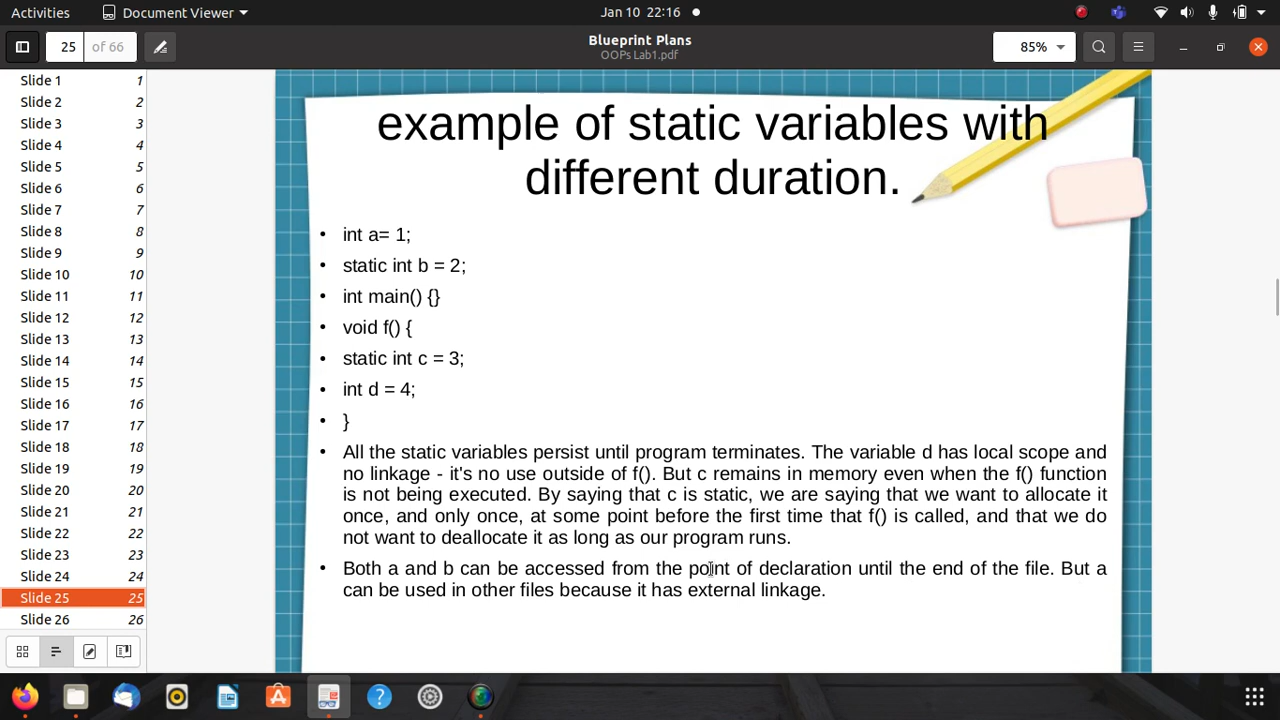 Activities
Document Viewer
Jan 10 22:16
25 of 66
Blueprint Plans
OOPs Lab1.pdf
85%
Slide 1 1
Slide 2 2
Slide 3 3
Slide 4 4
Slide 5 5
Slide 6 6
Slide 7 7
Slide 8 8
Slide 9 9
Slide 10 10
Slide 11 11
Slide 12 12
Slide 13 13
Slide 14 14
Slide 15 15
Slide 16 16
Slide 17 17
Slide 18 18
Slide 19 19
Slide 20 20
Slide 21 21
Slide 22 22
Slide 23 23
Slide 24 24
Slide 25 25
Slide 26 26
example of static variables with
different duration.
• int a= 1;
• static int b = 2;
• int main() {}
• void f() {
• static int c = 3;
• int d = 4;
• }
• All the static variables persist until program terminates. The variable d has local scope and
no linkage - it's no use outside of f(). But c remains in memory even when the f() function
is not being executed. By saying that c is static, we are saying that we want to allocate it
once, and only once, at some point before the first time that f() is called, and that we do
not want to deallocate it as long as our program runs.
• Both a and b can be accessed from the point of declaration until the end of the file. But a
can be used in other files because it has external linkage.